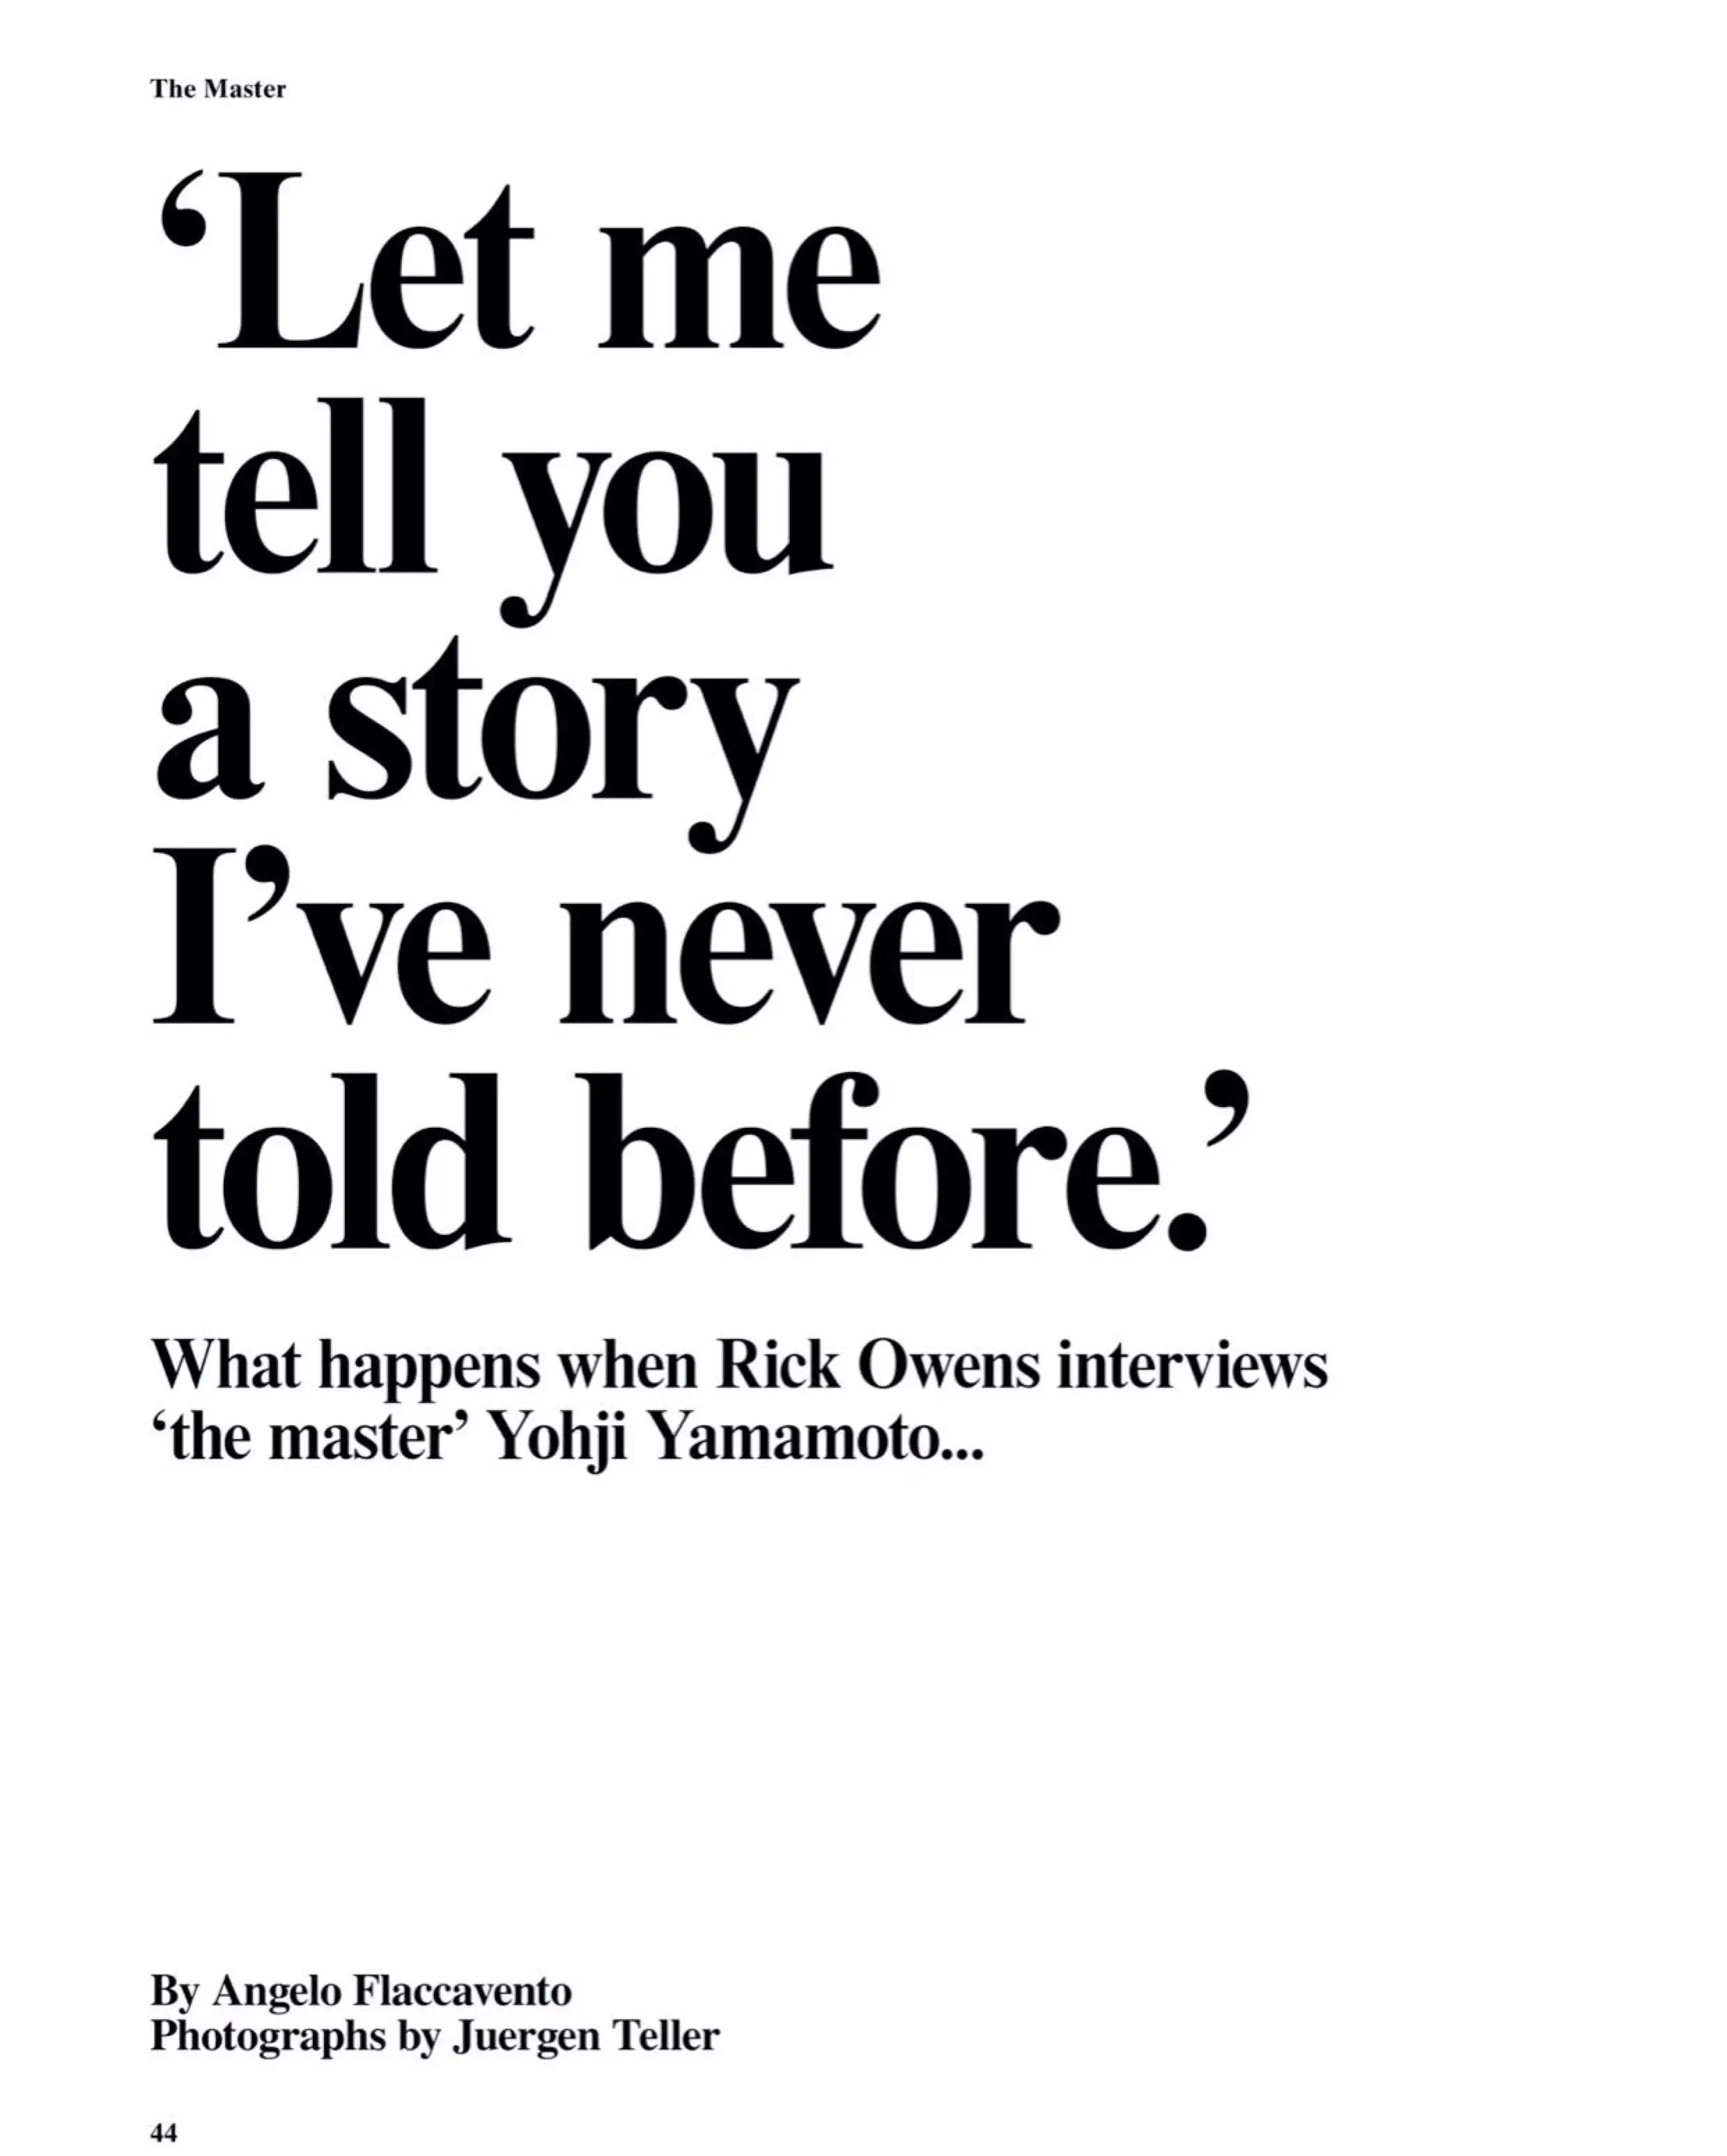 The Master
‘Let me
tell you
a story
I’ve never
told before.’
What happens when Rick Owens interviews
‘the master’ Yohji Yamamoto...
By Angelo Flaccavento
Photographs by Juergen Teller
44